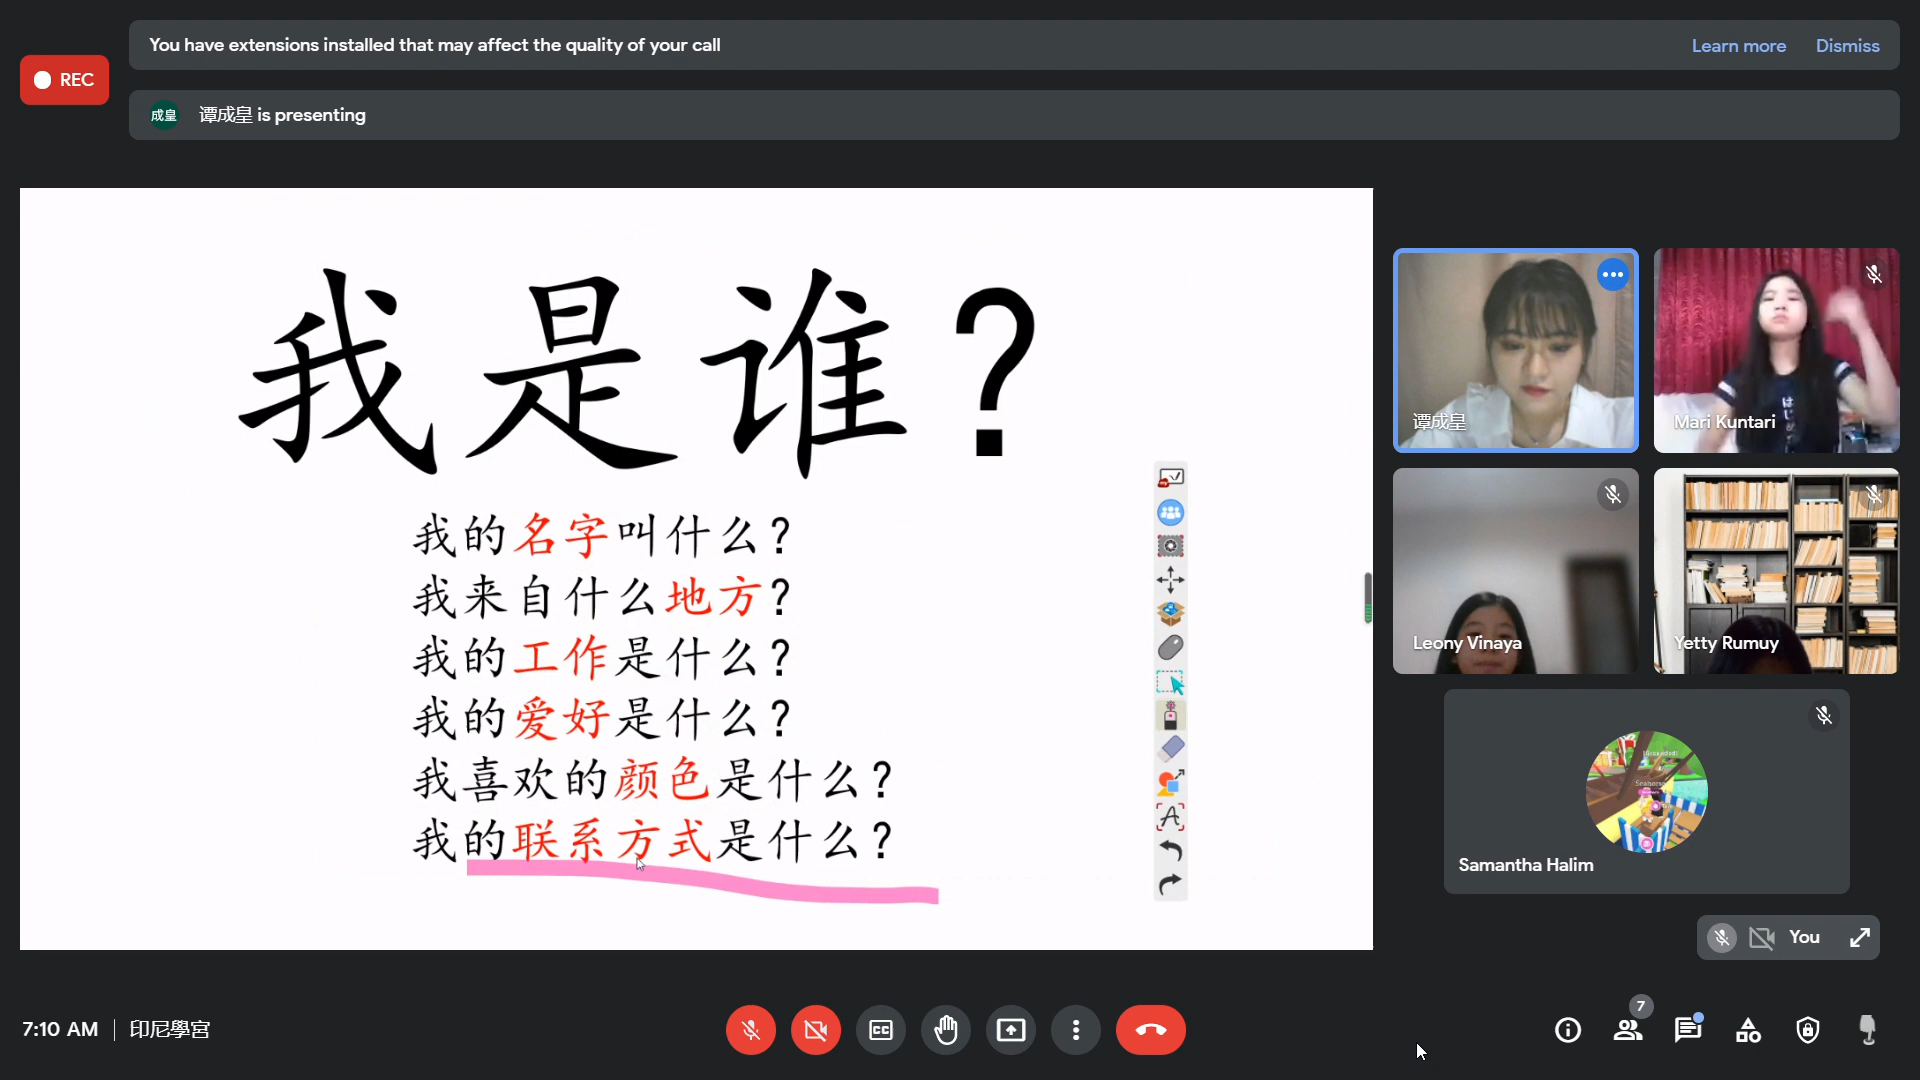 You have extensions installed that may affect the quality of your call
Learn more
Dismiss
REC
成皇
谭成皇 is presenting
我是谁?
我的名字叫什么?
我来自什么地方?
我的工作是什么?
我的爱好是什么?
我喜欢的颜色是什么?
我的联系方式是什么?
谭成皇
Mari Kuntari
Leony Vinaya
Yetty Rumuy
Samantha Halim
You
7:10 AM
印尼學宫
CC
7